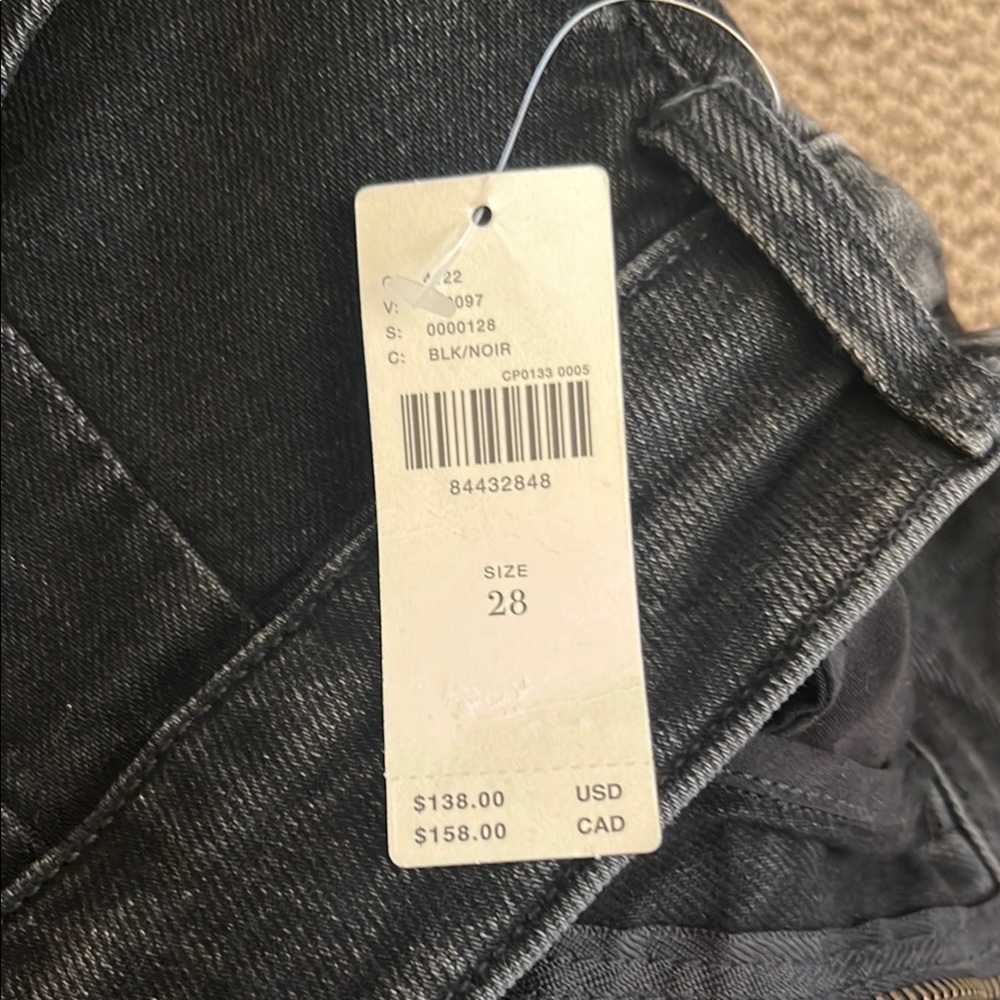 V:
S: 0000128
C: BLK/NOIR
CP0133 0005
84432848
SIZE
28
$138.00 USD
$158.00 CAD